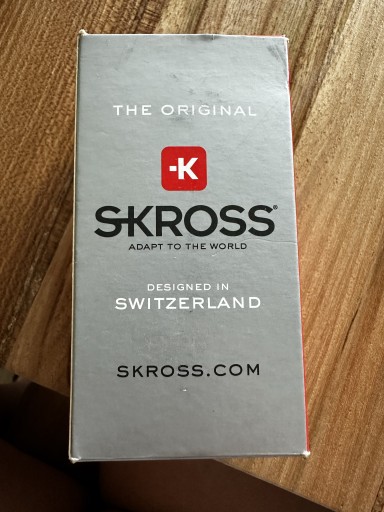 THE ORIGINAL
K
SKROSS®
ADAPT TO THE WORLD
DESIGNED IN
SWITZERLAND
SKROSS.COM